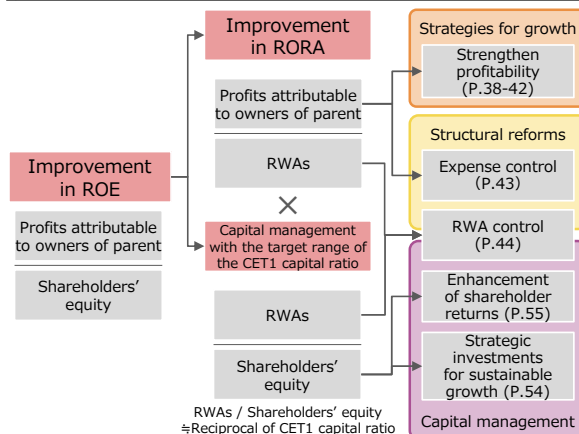 Improvement
in ROE
Profits attributable
to owners of parent
Shareholders'
equity
Improvement
in RORA
Profits attributable
to owners of parent
RWAs
×
Capital management
with the target range of
the CET1 capital ratio
RWAs
Shareholders'
equity
RWAs / Shareholders' equity
≒Reciprocal of CET1 capital ratio
Strategies for growth
Strengthen
profitability
(P.38-42)
Structural reforms
Expense control
(P.43)
RWA control
(P.44)
Enhancement
of shareholder
returns (P.55)
Strategic
investments
for sustainable
growth (P.54)
Capital management